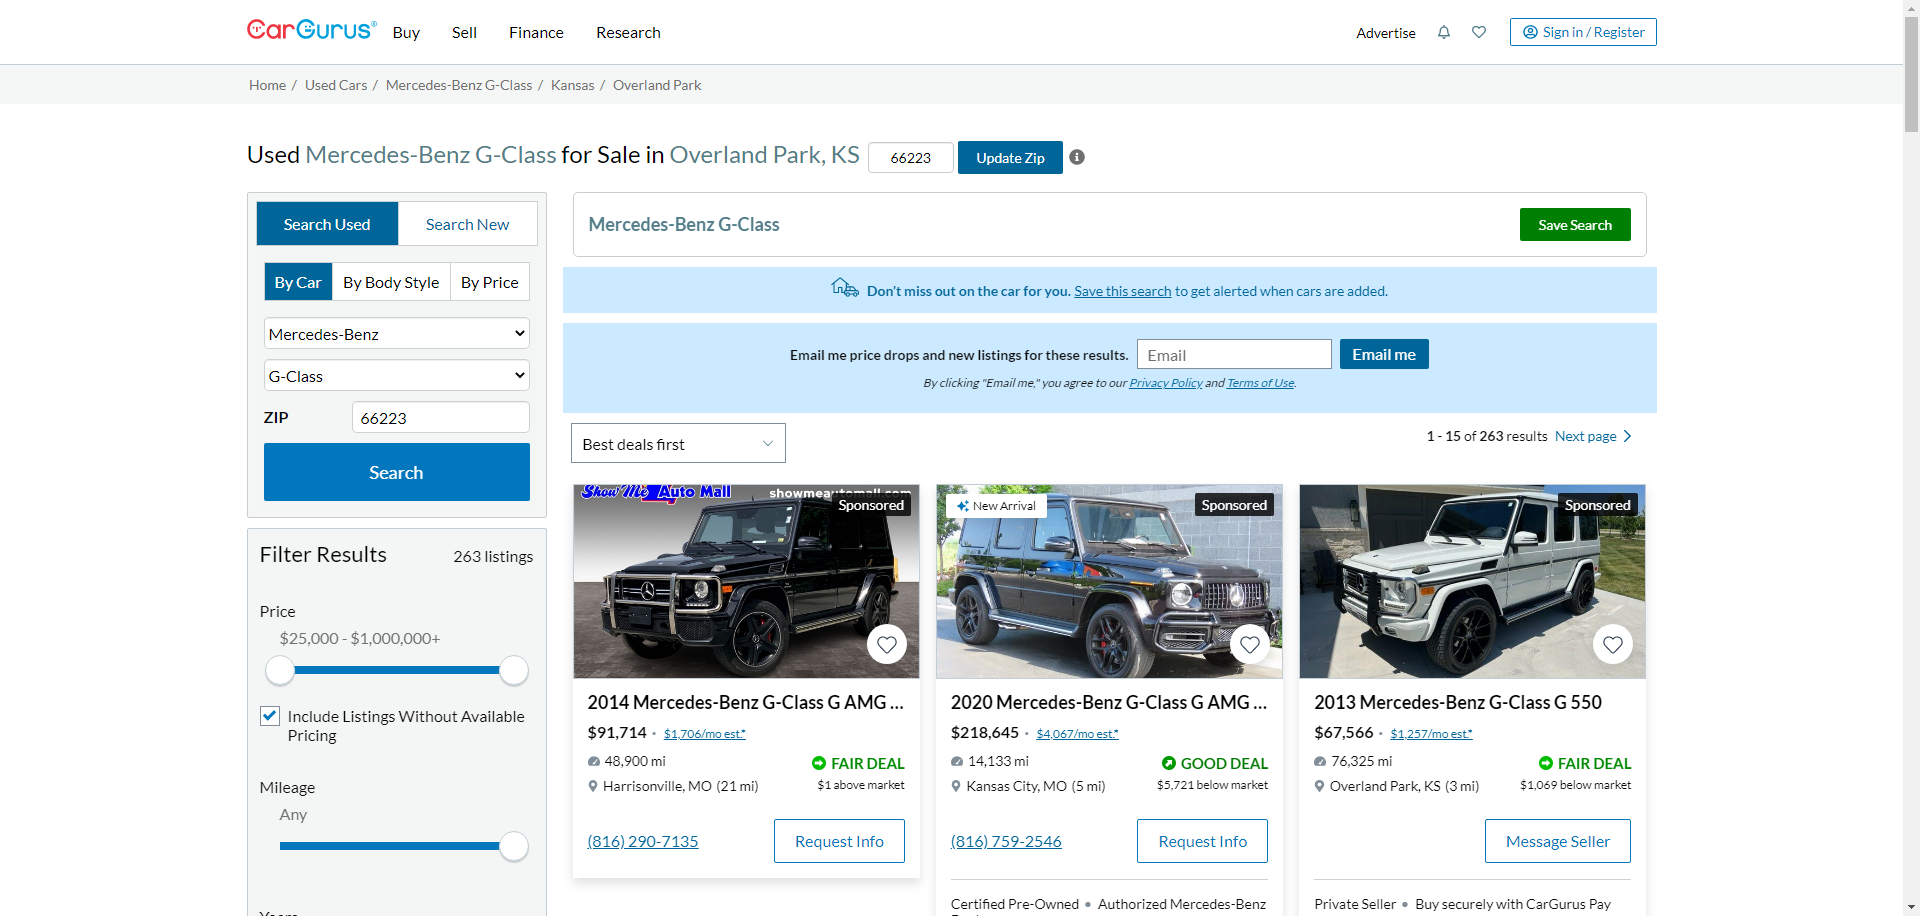 CarGurus®
Buy
Sell
Finance
Research
Advertise
Sign in / Register
Home / Used Cars / Mercedes-Benz G-Class / Kansas / Overland Park
Used Mercedes-Benz G-Class for Sale in Overland Park, KS
66223
Update Zip
Search Used
Search New
By Car
By Body Style
By Price
Mercedes-Benz
G-Class
ZIP
66223
Search
Filter Results
263 listings
Price
$25,000 - $1,000,000+
Include Listings Without Available
Pricing
Mileage
Any
Years
Mercedes-Benz G-Class
Save Search
Don't miss out on the car for you. Save this search to get alerted when cars are added.
Email me price drops and new listings for these results.
Email
Email me
By clicking "Email me," you agree to our Privacy Policy and Terms of Use.
Best deals first
1 - 15 of 263 results
Next page
Show Me Auto Mall
showmeautomall.com
Sponsored
2014 Mercedes-Benz G-Class G AMG ...
$91,714 · $1,706/mo est.*
48,900 mi
FAIR DEAL
Harrisonville, MO (21 mi)
$1 above market
(816) 290-7135
Request Info
New Arrival
Sponsored
2020 Mercedes-Benz G-Class G AMG ...
$218,645 · $4,067/mo est.*
14,133 mi
GOOD DEAL
Kansas City, MO (5 mi)
$5,721 below market
(816) 759-2546
Request Info
Certified Pre-Owned • Authorized Mercedes-Benz
Sponsored
2013 Mercedes-Benz G-Class G 550
$67,566 · $1,257/mo est.*
76,325 mi
FAIR DEAL
Overland Park, KS (3 mi)
$1,069 below market
Message Seller
Private Seller • Buy securely with CarGurus Pay